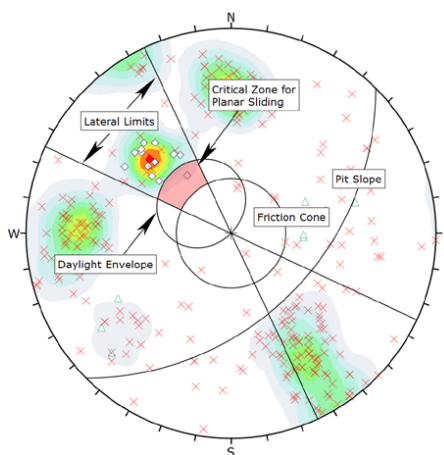 N
Critical Zone for
Planar Sliding
Lateral Limits
Pit Slope
Friction Cone
W
E
Daylight Envelope
S